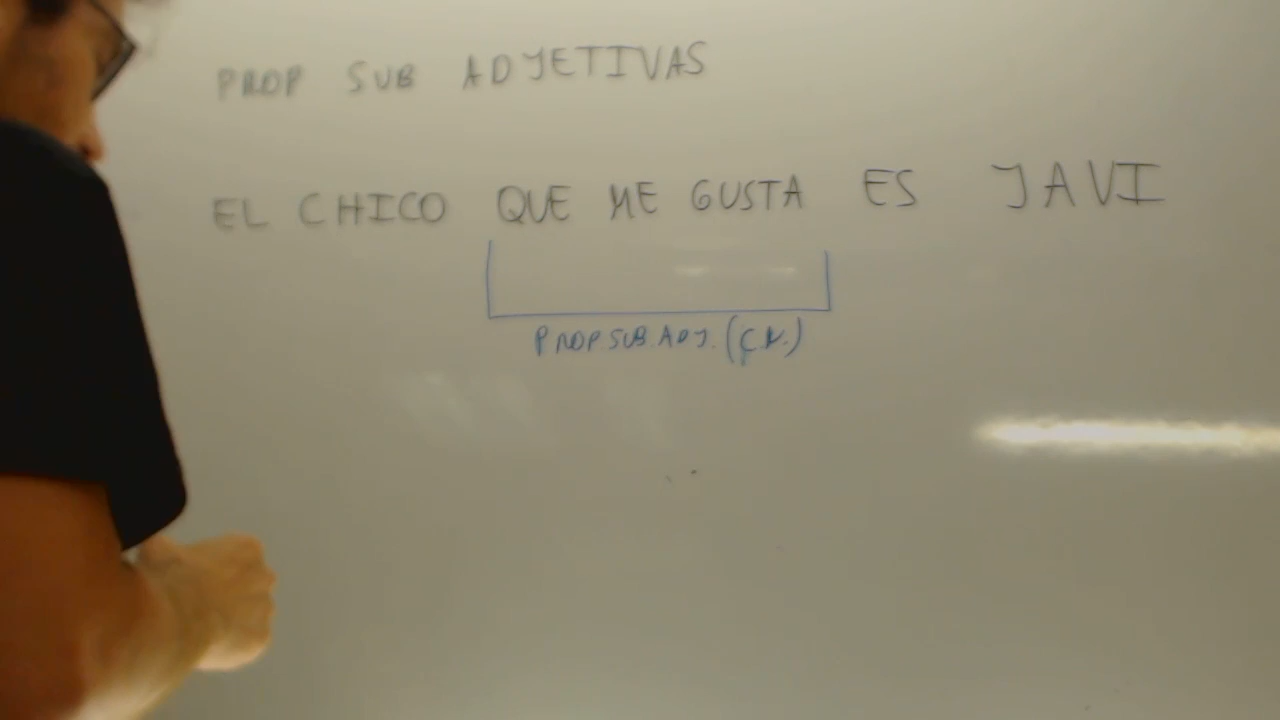 PROP SUB ADJETIVAS
EL CHICO QUE ME GUSTA ES JAVI
PROP SUB. ADJ. (C.N.)